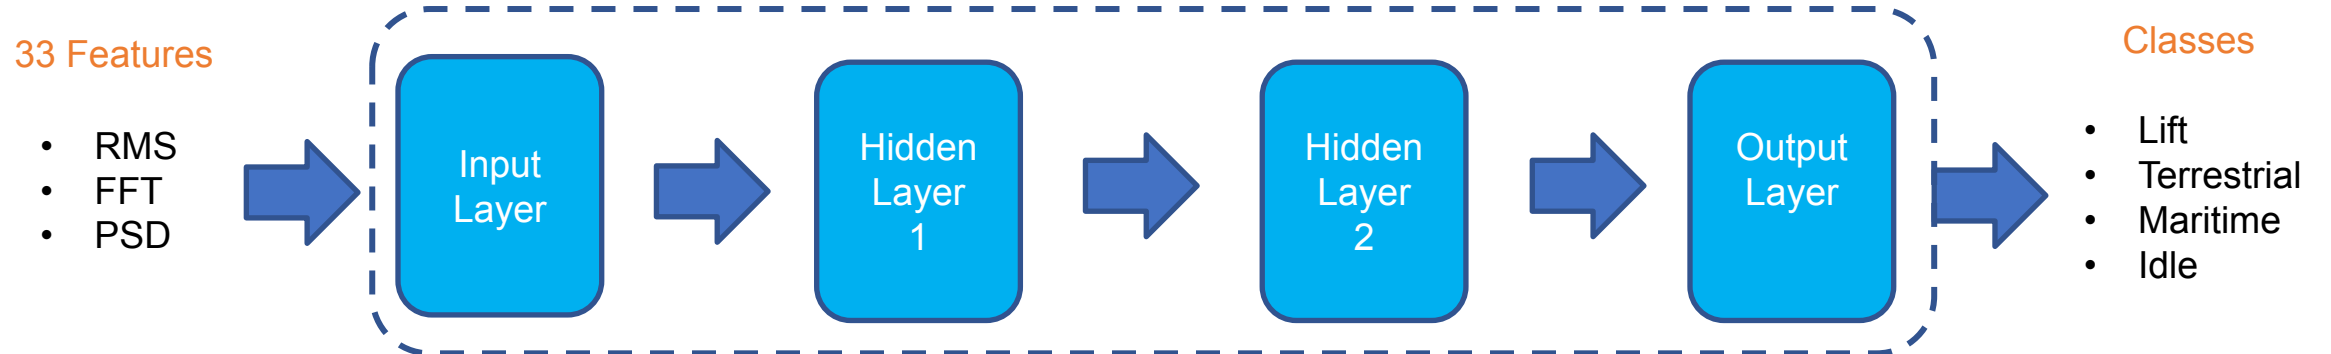 33 Features
• RMS
• FFT
• PSD
Input
Layer
Hidden
Layer
1
Hidden
Layer
2
Output
Layer
Classes
• Lift
• Terrestrial
• Maritime
• Idle